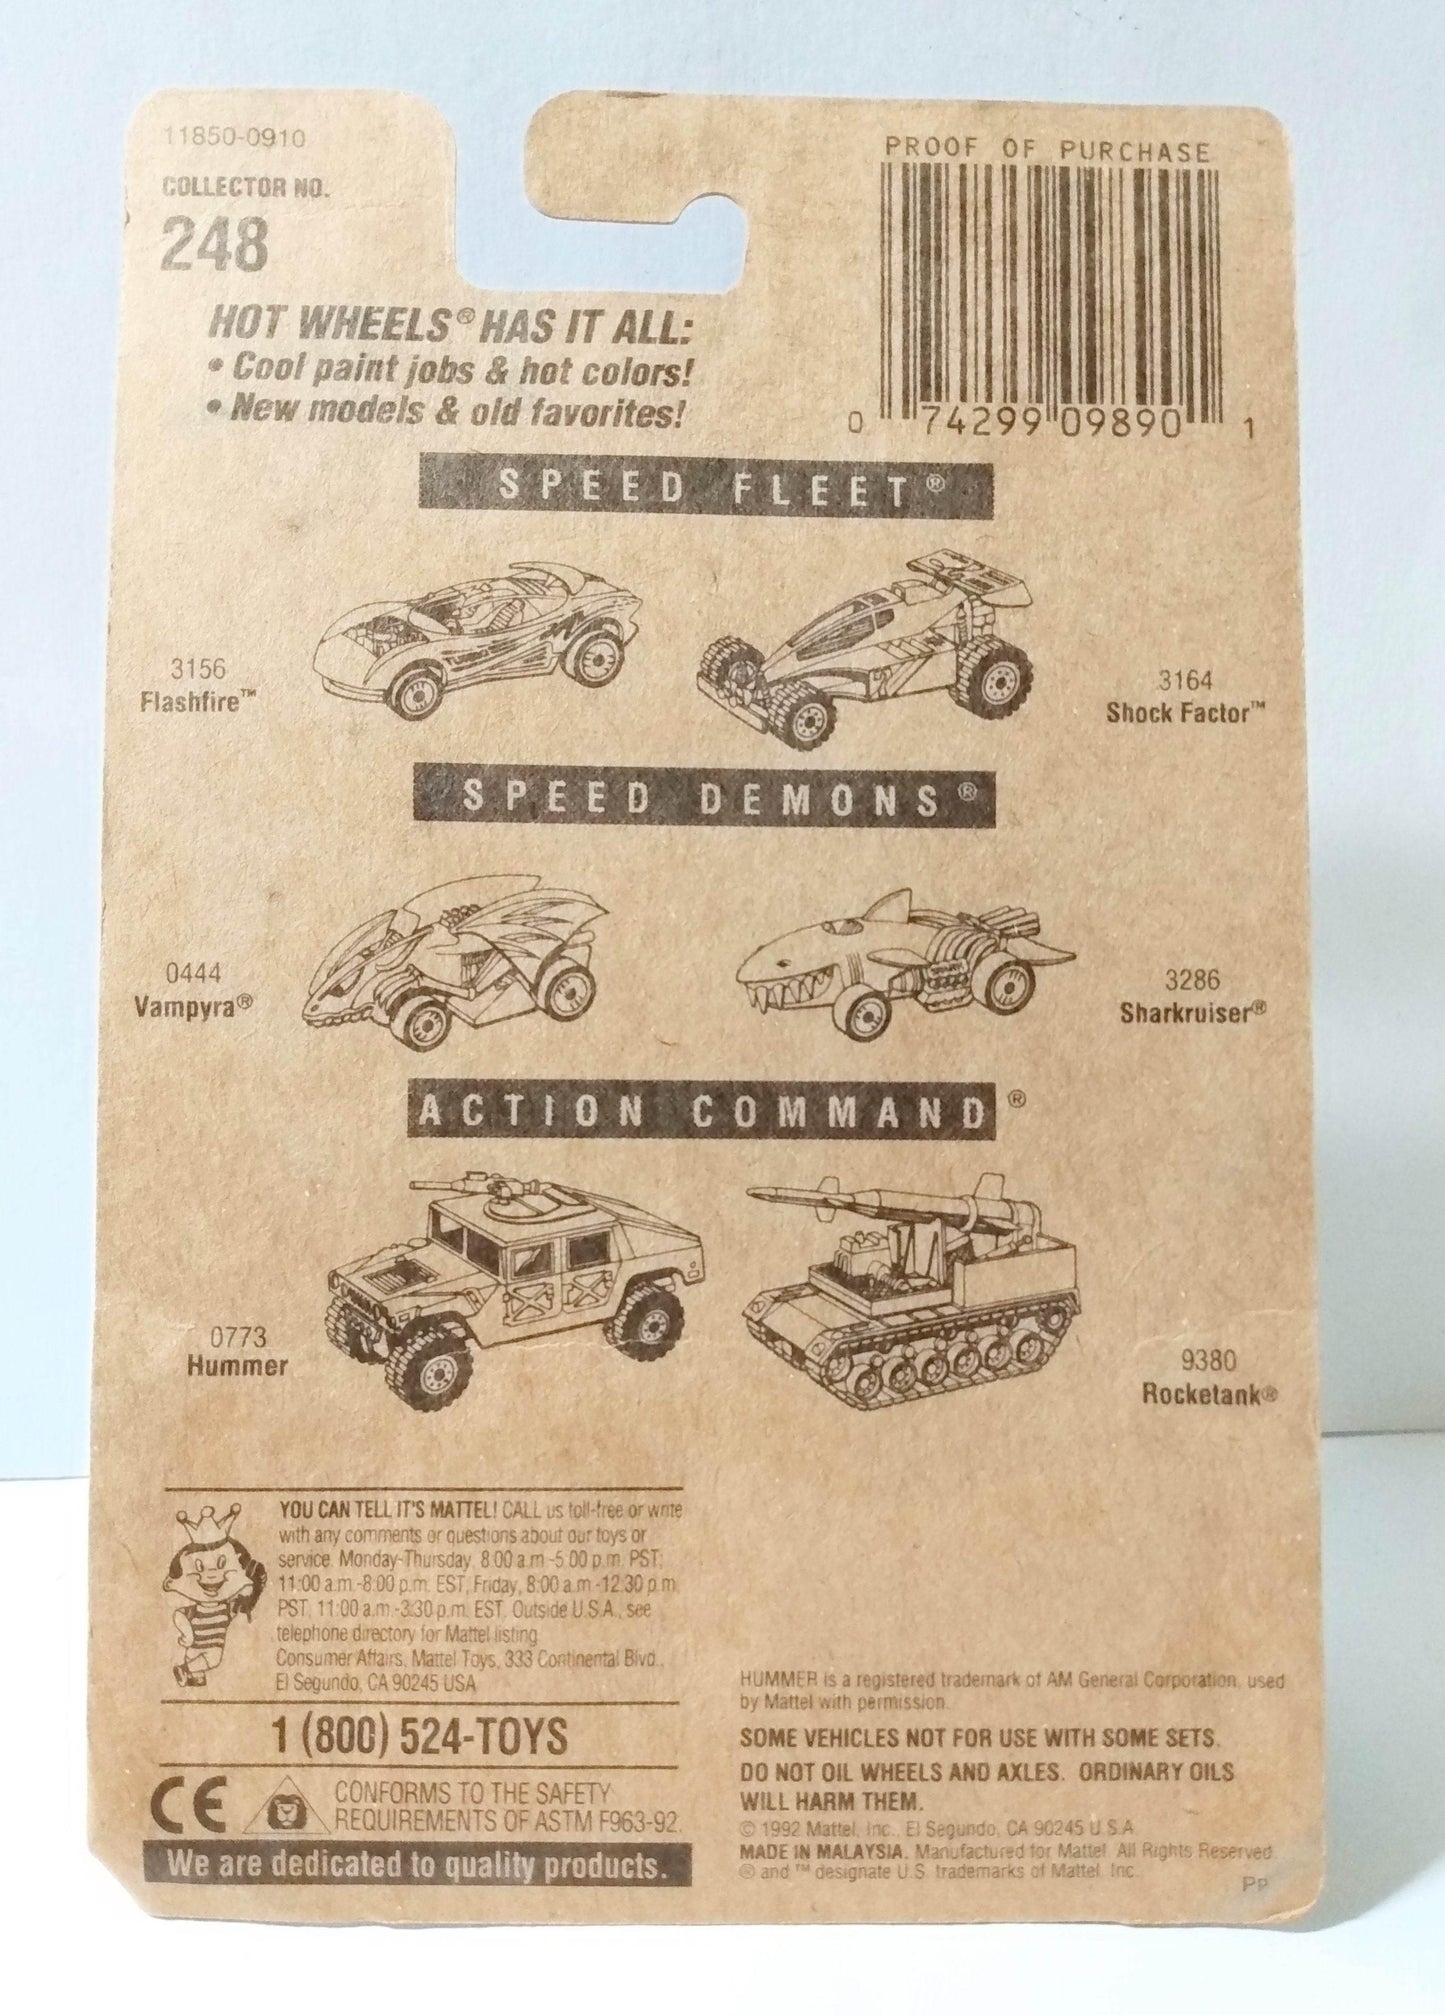 11850-0910
COLLECTOR NO.
248
PROOF OF PURCHASE
0 74299 09890 1
HOT WHEELS® HAS IT ALL:
• Cool paint jobs & hot colors!
• New models & old favorites!
SPEED FLEET®
3156
Flashfire™
3164
Shock Factor™
SPEED DEMONS®
0444
Vampyra®
3286
Sharkruiser®
ACTION COMMAND®
0773
Hummer
9380
Rocketank®
YOU CAN TELL IT'S MATTEL! CALL us toll-free or write
with any comments or questions about our toys or
service. Monday-Thursday, 8:00 a.m.-5:00 p.m. PST;
11:00 a.m.-8:00 p.m. EST, Friday, 8:00 a.m.-12:30 p.m.
PST, 11:00 a.m.-3:30 p.m. EST. Outside U.S.A., see
telephone directory for Mattel listing.
Consumer Affairs, Mattel Toys, 333 Continental Blvd.,
El Segundo, CA 90245 USA
1 (800) 524-TOYS
CE CONFORMS TO THE SAFETY
REQUIREMENTS OF ASTM F963-92.
We are dedicated to quality products.
HUMMER is a registered trademark of AM General Corporation, used
by Mattel with permission.
SOME VEHICLES NOT FOR USE WITH SOME SETS.
DO NOT OIL WHEELS AND AXLES. ORDINARY OILS
WILL HARM THEM.
© 1992 Mattel, Inc., El Segundo, CA 90245 U.S.A.
MADE IN MALAYSIA. Manufactured for Mattel. All Rights Reserved.
® and ™ designate U.S. trademarks of Mattel, Inc.
PP